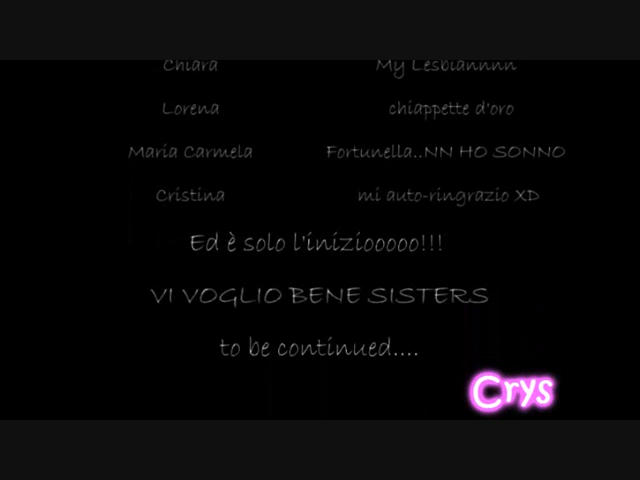 Chiara My Lesbiannnn
Lorena chiappette d'oro
Maria Carmela Fortunella..NN HO SONNO
Cristina mi auto-ringrazio XD
Ed è solo l'iniziooooo!!!
VI VOGLIO BENE SISTERS
to be continued....
Crys